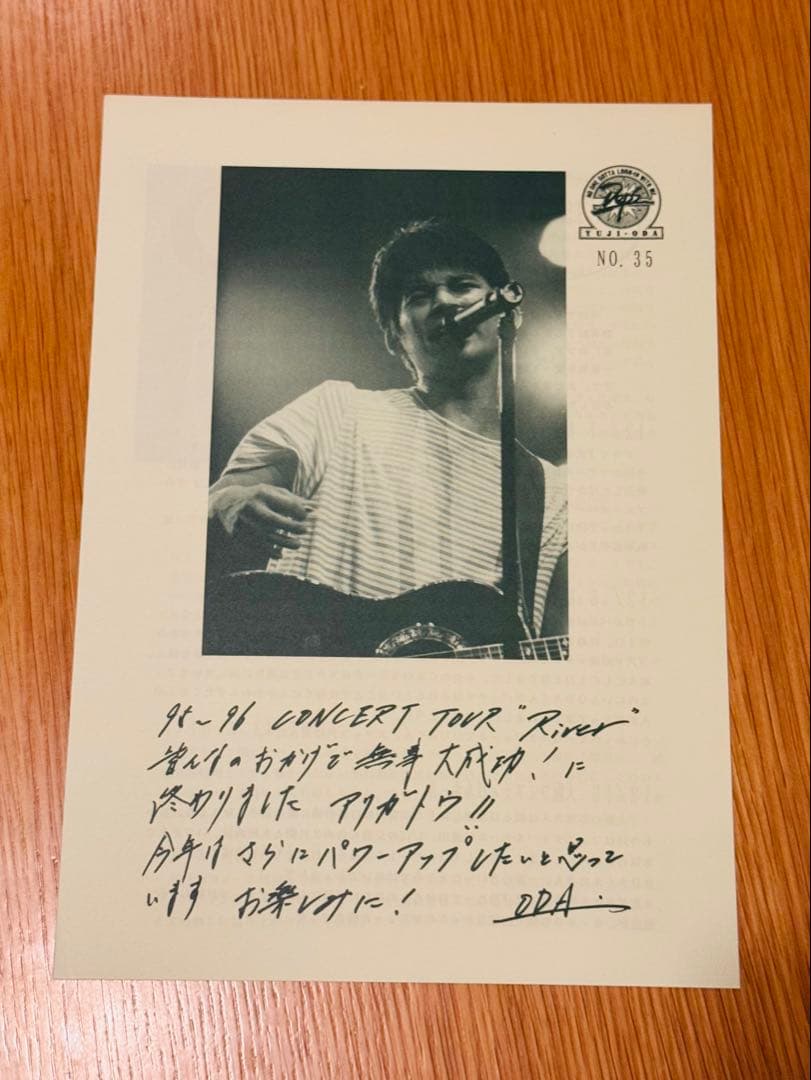 YUJI・ODA
NO. 35
95〜96 CONCERT TOUR "River"
皆んなのおかげで無事大成功!に
終わりました アリガトウ!!
今年は さらにパワーアップしたいと思って
います お楽しみに!
ODA